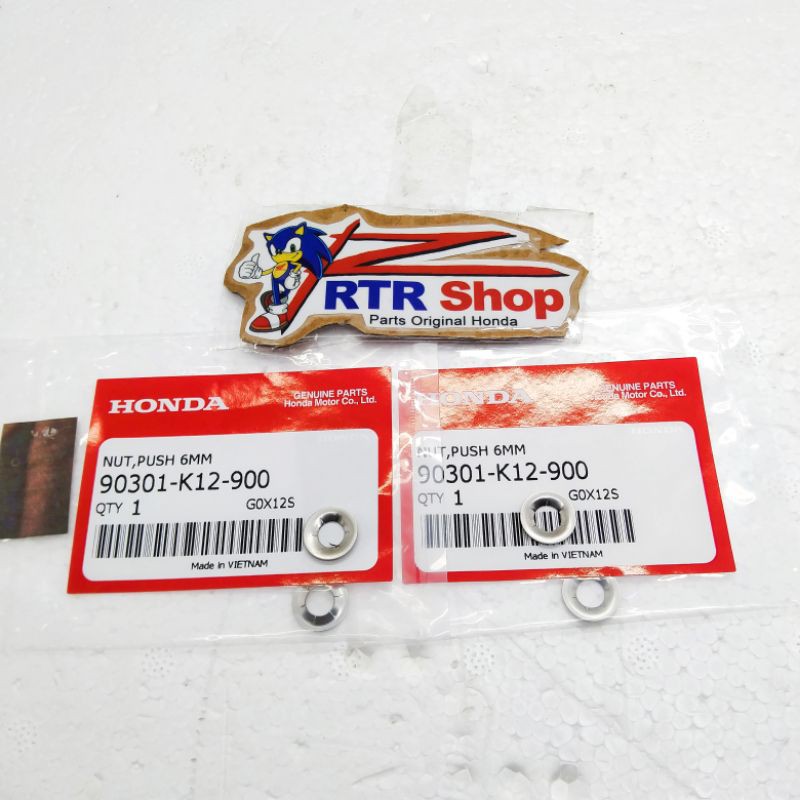 RTR Shop
Parts Original Honda
HONDA
GENUINE PARTS
Honda Motor Co., Ltd.
NUT,PUSH 6MM
90301-K12-900
QTY 1 G0X12S
Made in VIETNAM
HONDA
GENUINE PARTS
Honda Motor Co., Ltd.
NUT,PUSH 6MM
90301-K12-900
QTY 1 G0X12S
Made in VIETNAM